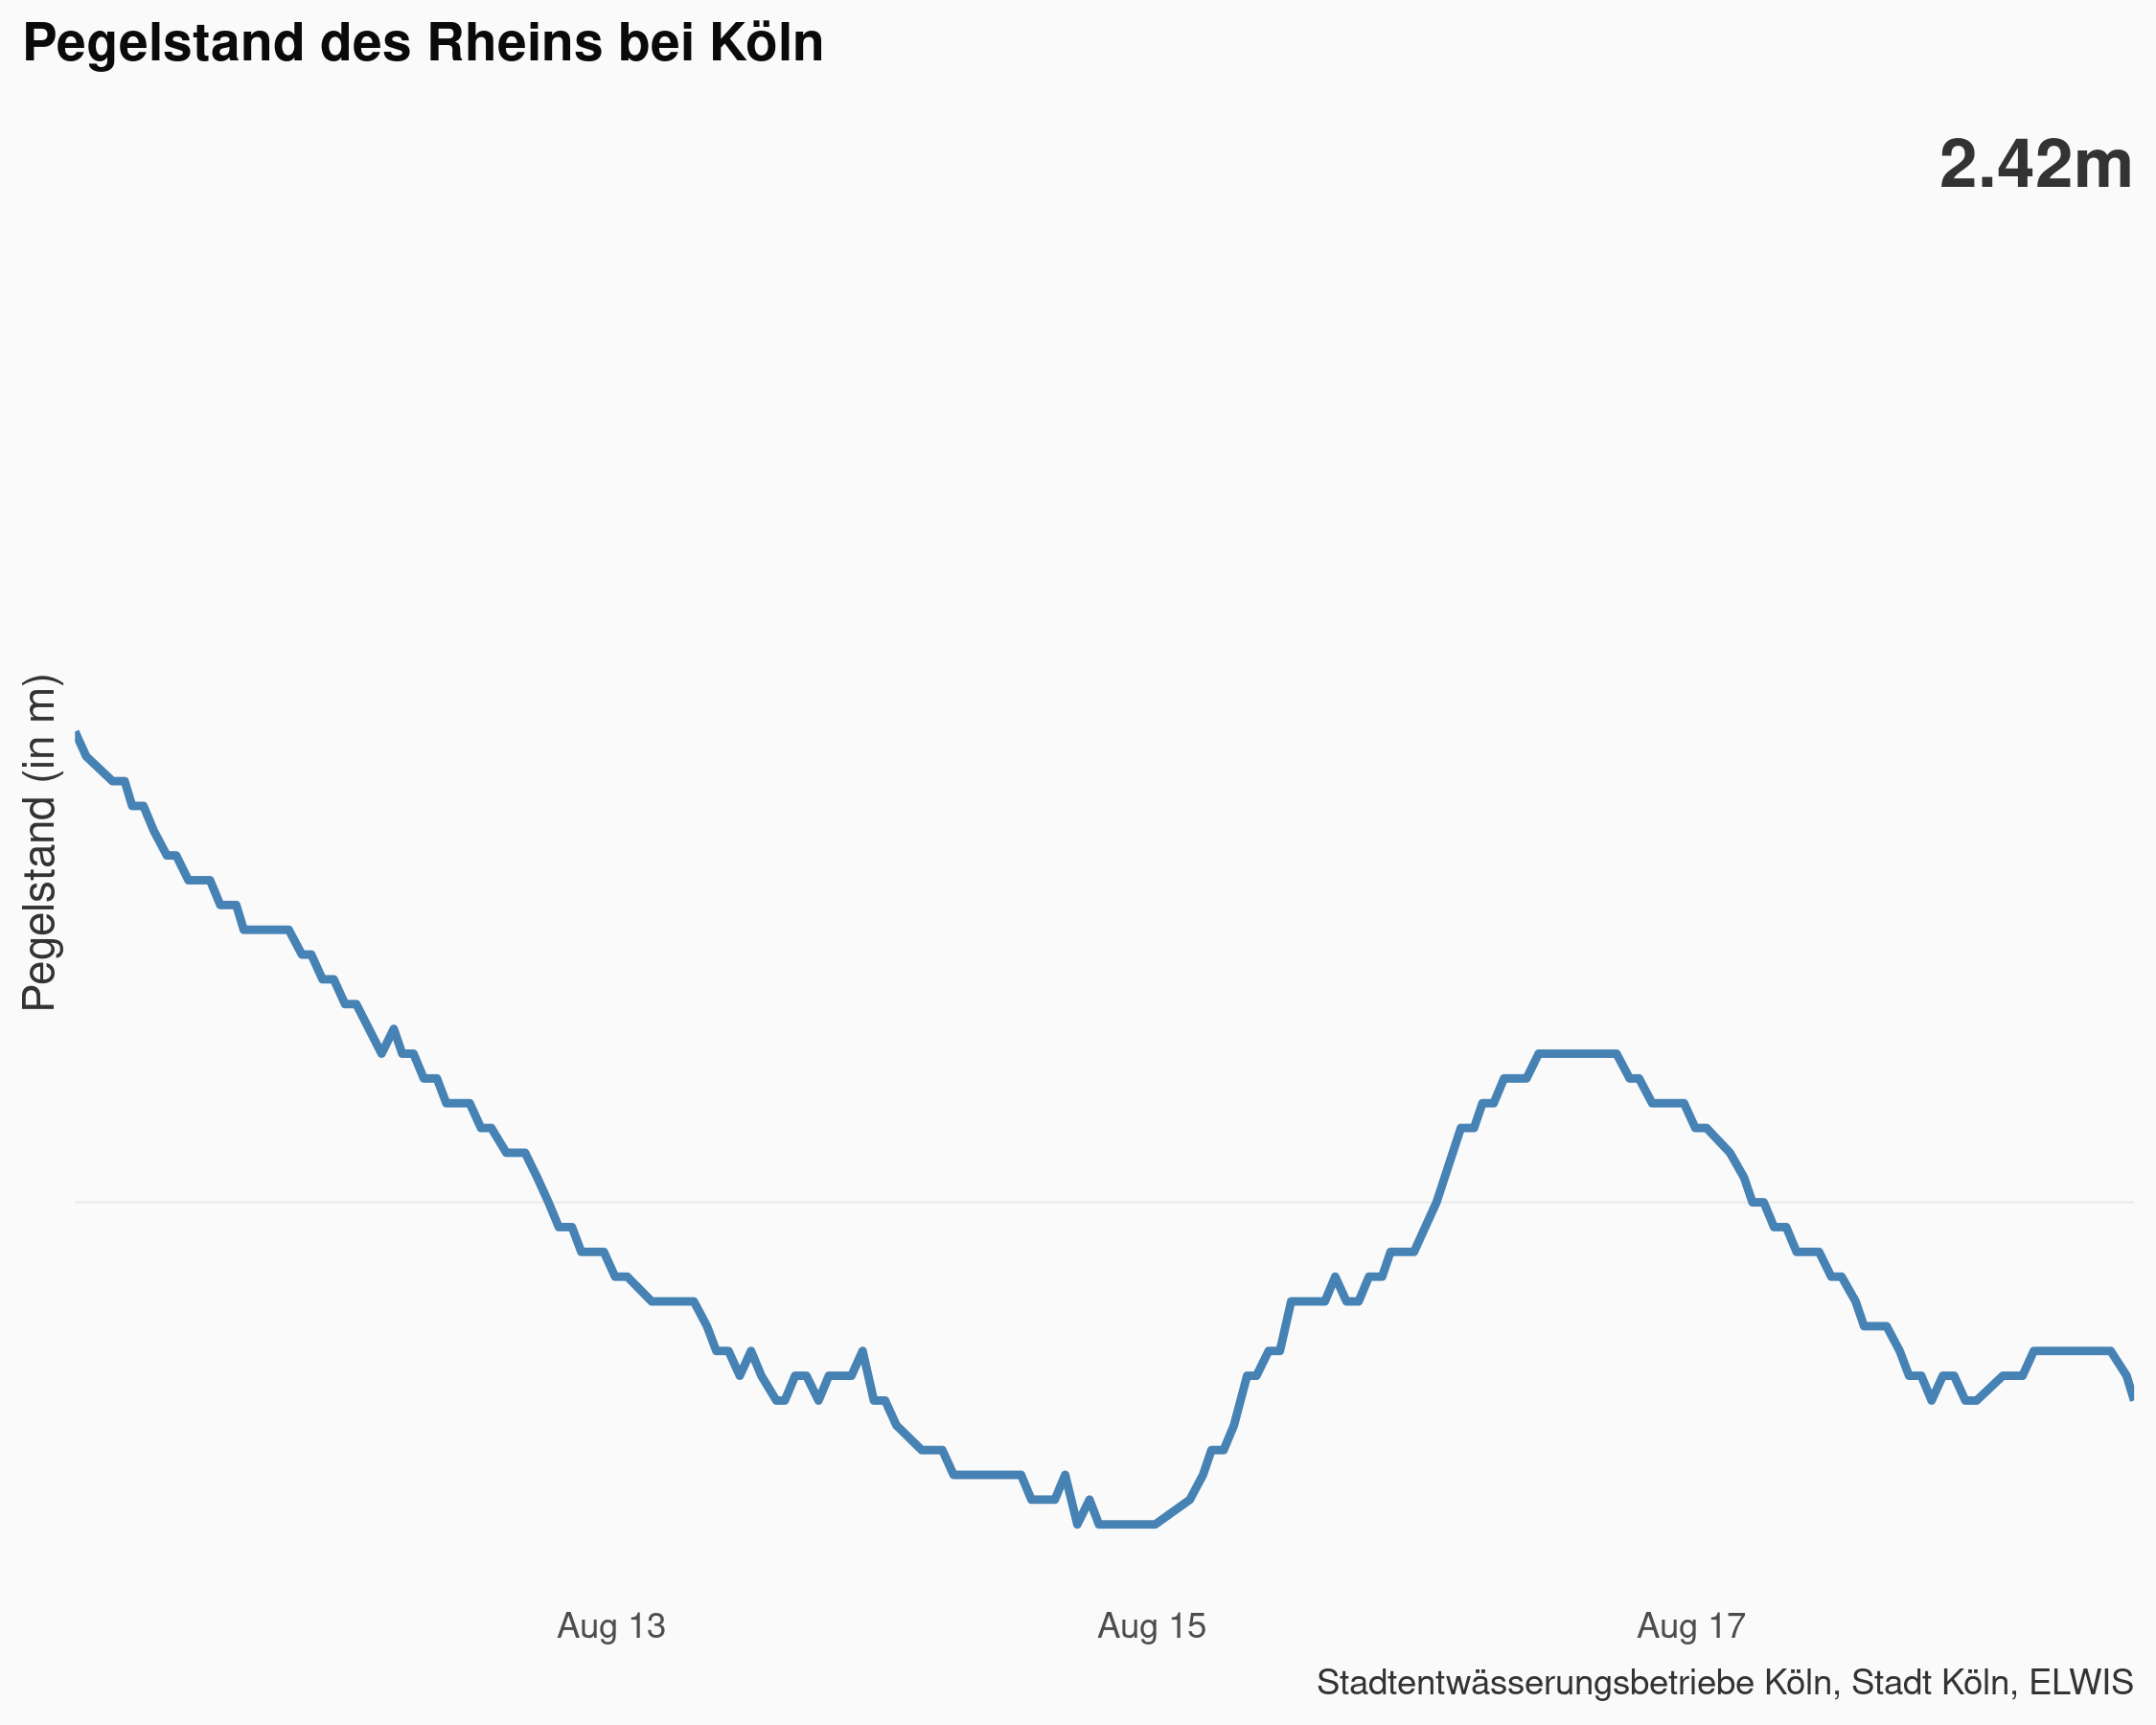 Pegelstand des Rheins bei Köln
2.42m
Pegelstand (in m)
Aug 13
Aug 15
Aug 17
Stadtentwässerungsbetriebe Köln, Stadt Köln, ELWIS